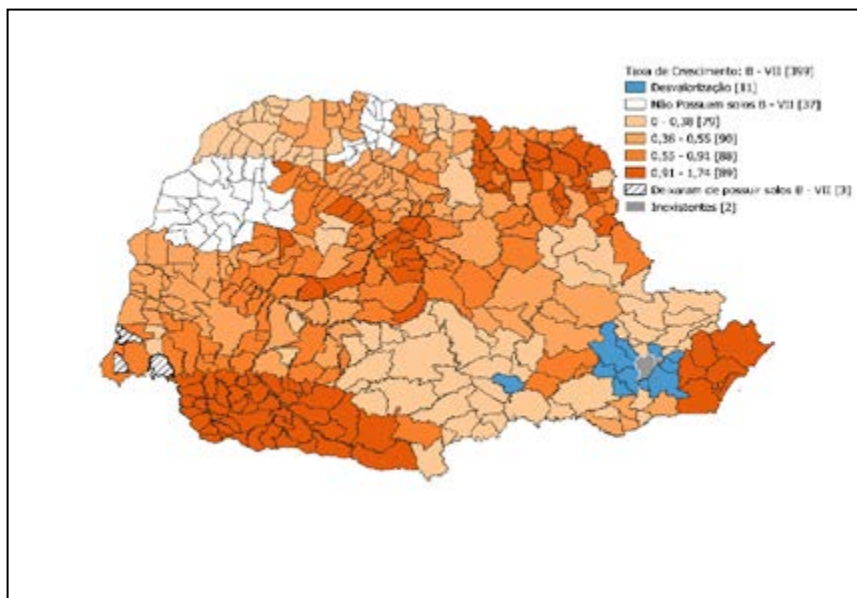 Taxa de Crescimento: B - VII [399]
Desvalorização [11]
Não Possuem solos B - VII [37]
0 - 0,38 [79]
0,38 - 0,55 [90]
0,55 - 0,91 [88]
0,91 - 1,74 [89]
Deixaram de possuir solos B - VII [3]
Inexistentes [2]